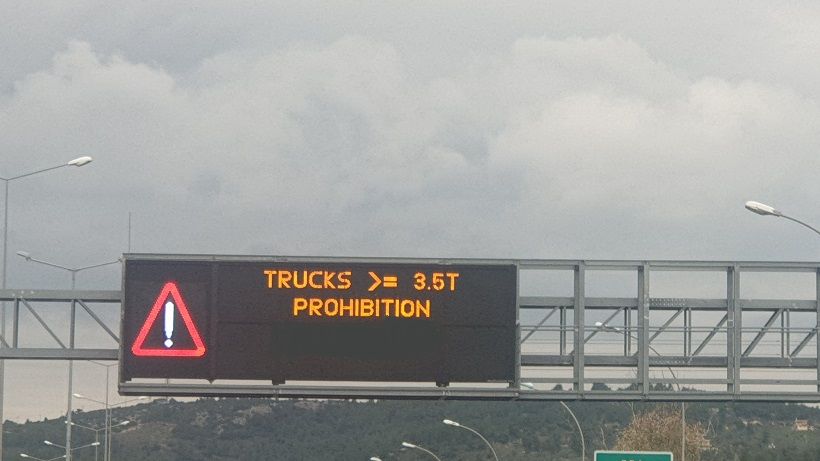 TRUCKS >= 3.5T
PROHIBITION